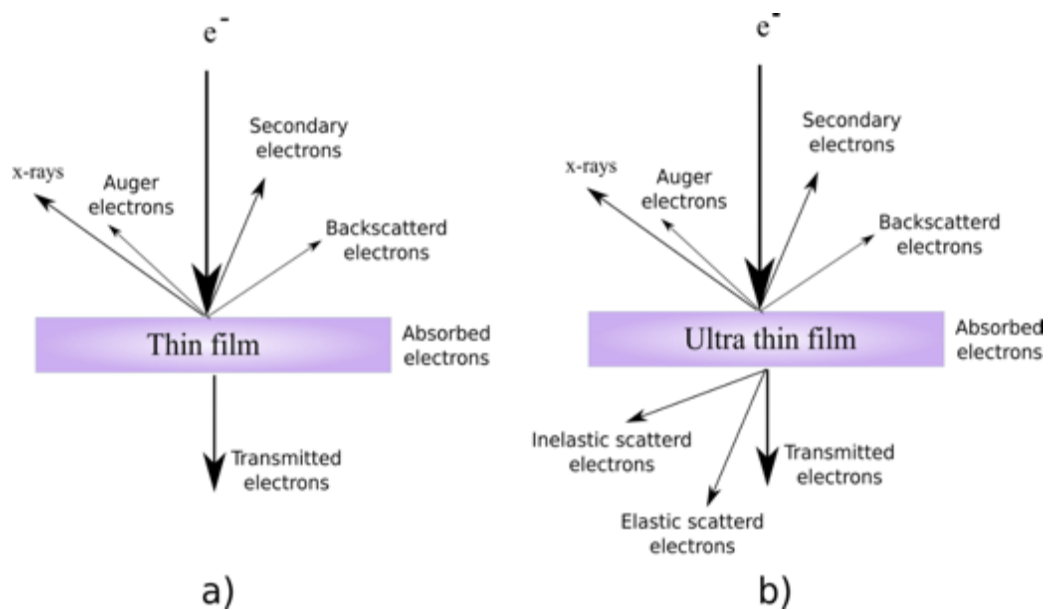 e-
Secondary
electrons
x-rays
Auger
electrons
Backscatterd
electrons
Thin film
Absorbed
electrons
Transmitted
electrons
a)
e-
Secondary
electrons
x-rays
Auger
electrons
Backscatterd
electrons
Ultra thin film
Absorbed
electrons
Inelastic scatterd
electrons
Transmitted
electrons
Elastic scatterd
electrons
b)